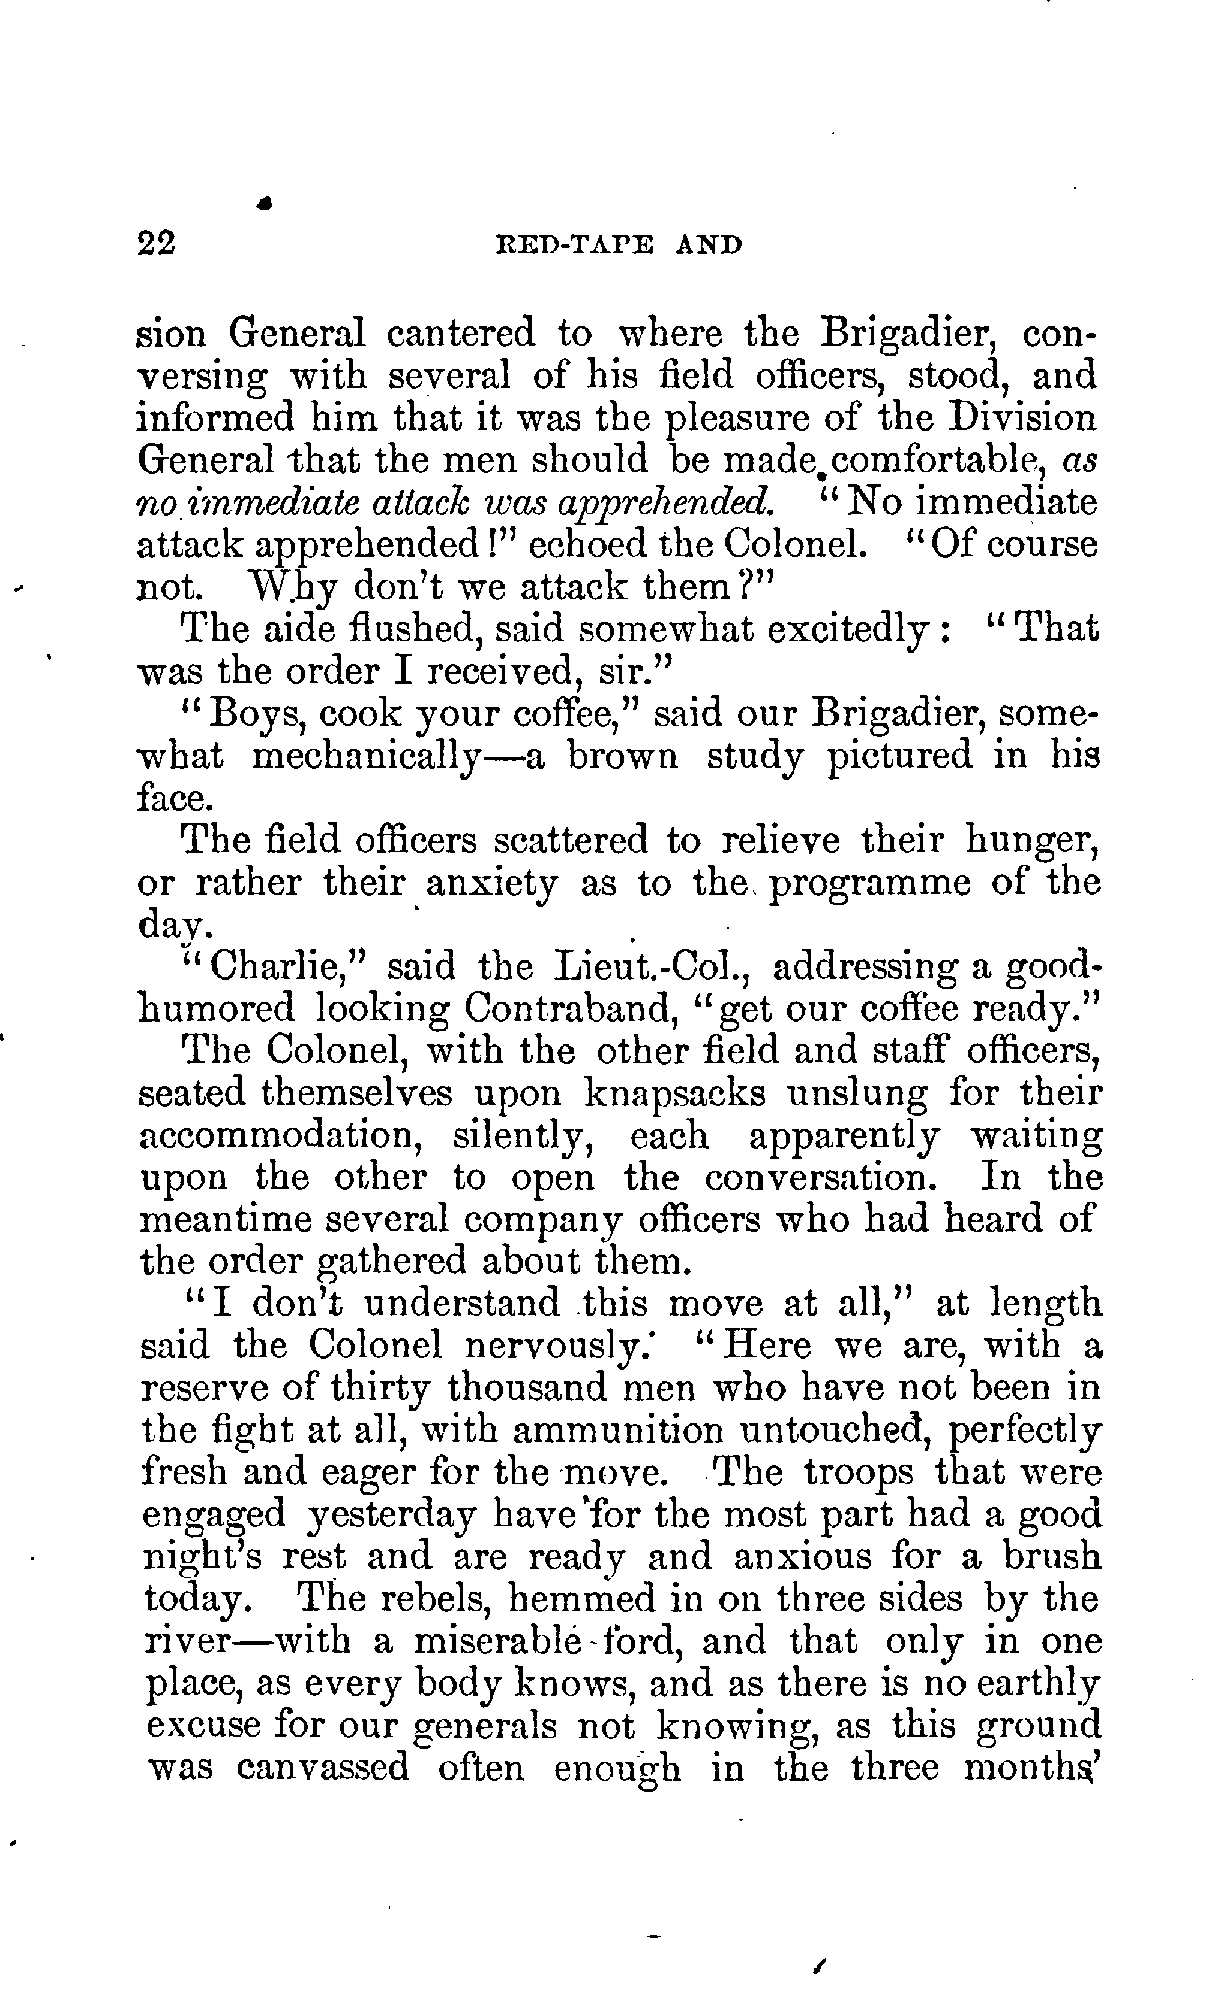 22 RED-TAPE AND
sion General cantered to where the Brigadier, con-
versing with several of his field officers, stood, and
informed him that it was the pleasure of the Division
General that the men should be made comfortable, as
no immediate attack was apprehended. "No immediate
attack apprehended!" echoed the Colonel. "Of course
not. Why don't we attack them?"
The aide flushed, said somewhat excitedly: "That
was the order I received, sir."
"Boys, cook your coffee," said our Brigadier, some-
what mechanically—a brown study pictured in his
face.
The field officers scattered to relieve their hunger,
or rather their anxiety as to the programme of the
day.
"Charlie," said the Lieut.-Col., addressing a good-
humored looking Contraband, "get our coffee ready."
The Colonel, with the other field and staff officers,
seated themselves upon knapsacks unslung for their
accommodation, silently, each apparently waiting
upon the other to open the conversation. In the
meantime several company officers who had heard of
the order gathered about them.
"I don't understand this move at all," at length
said the Colonel nervously. "Here we are, with a
reserve of thirty thousand men who have not been in
the fight at all, with ammunition untouched, perfectly
fresh and eager for the move. The troops that were
engaged yesterday have for the most part had a good
night's rest and are ready and anxious for a brush
today. The rebels, hemmed in on three sides by the
river—with a miserable ford, and that only in one
place, as every body knows, and as there is no earthly
excuse for our generals not knowing, as this ground
was canvassed often enough in the three months'